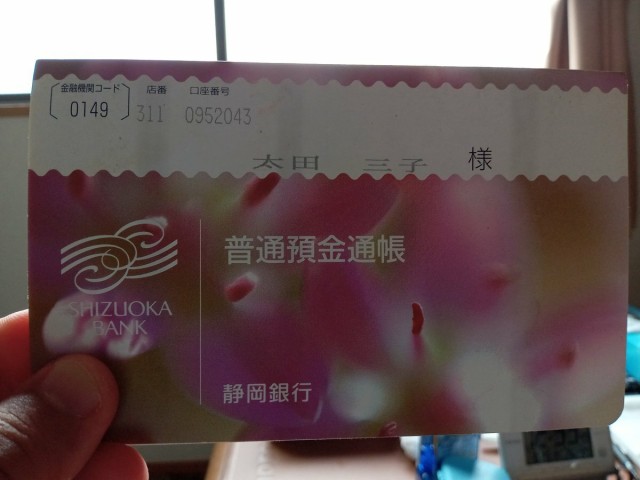 金融機関コード 店番 口座番号
0149 311 0952043
太田 三子 様
SHIZUOKA
BANK
普通預金通帳
静岡銀行